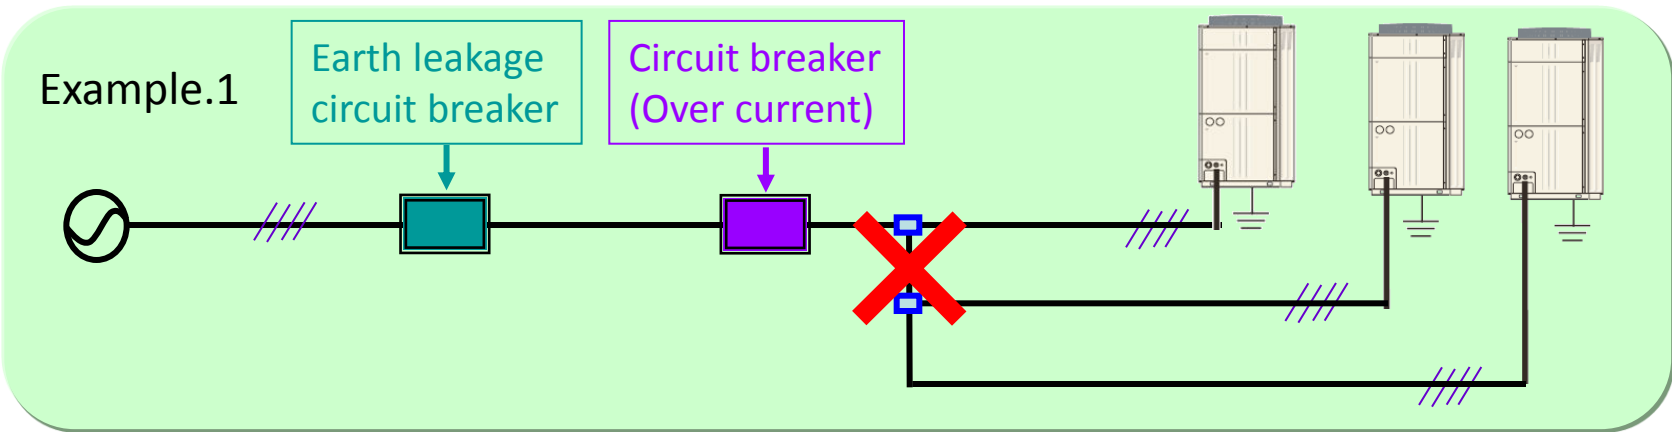 Example.1
Earth leakage
circuit breaker
Circuit breaker
(Over current)